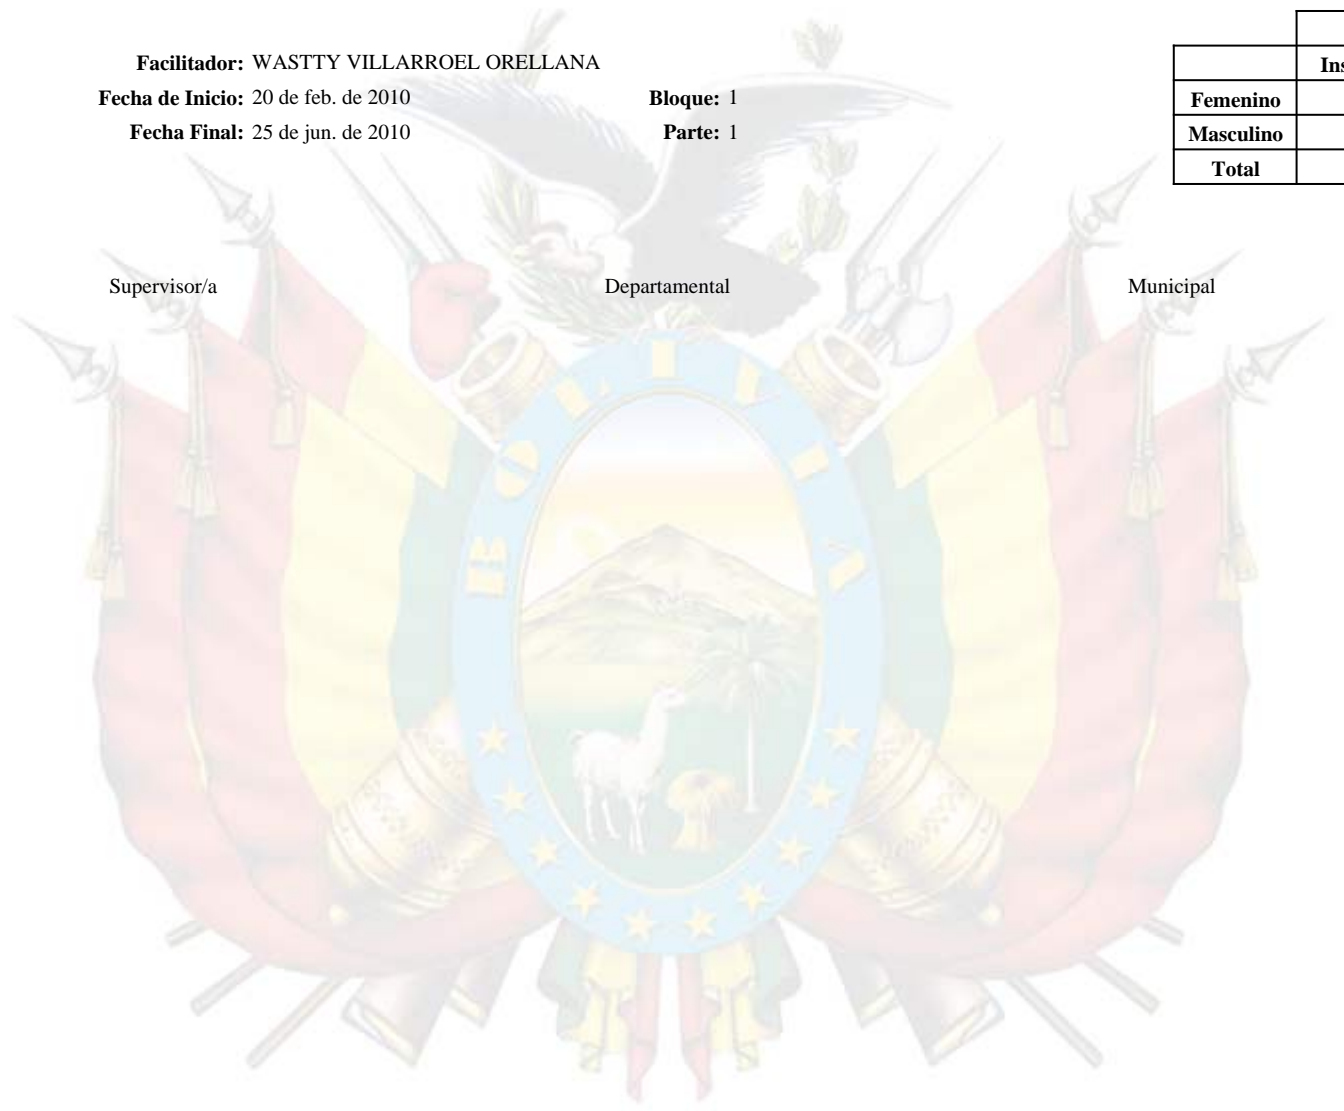 Facilitador: WASTTY VILLARROEL ORELLANA
Fecha de Inicio: 20 de feb. de 2010 Bloque: 1
Fecha Final: 25 de jun. de 2010 Parte: 1
Femenino
Masculino
Total
Supervisor/a Departamental Municipal
BOLIVIA